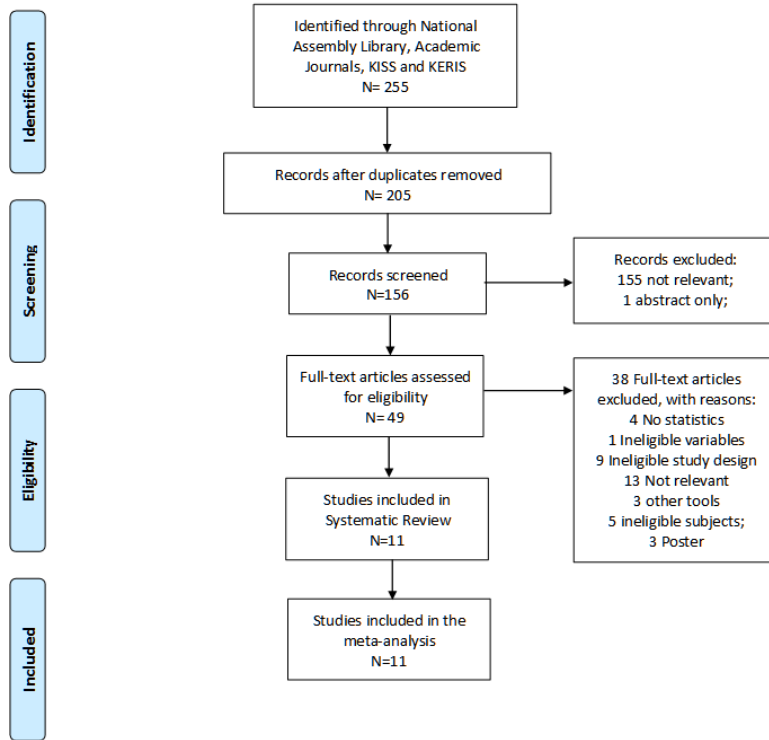 Identification
Identified through National
Assembly Library, Academic
Journals, KISS and KERIS
N= 255
Records after duplicates removed
N= 205
Screening
Records screened
N=156
Records excluded:
155 not relevant;
1 abstract only;
Eligibility
Full-text articles assessed
for eligibility
N= 49
38 Full-text articles
excluded, with reasons:
4 No statistics
1 Ineligible variables
9 Ineligible study design
13 Not relevant
3 other tools
5 ineligible subjects;
3 Poster
Studies included in
Systematic Review
N=11
Included
Studies included in the
meta-analysis
N=11